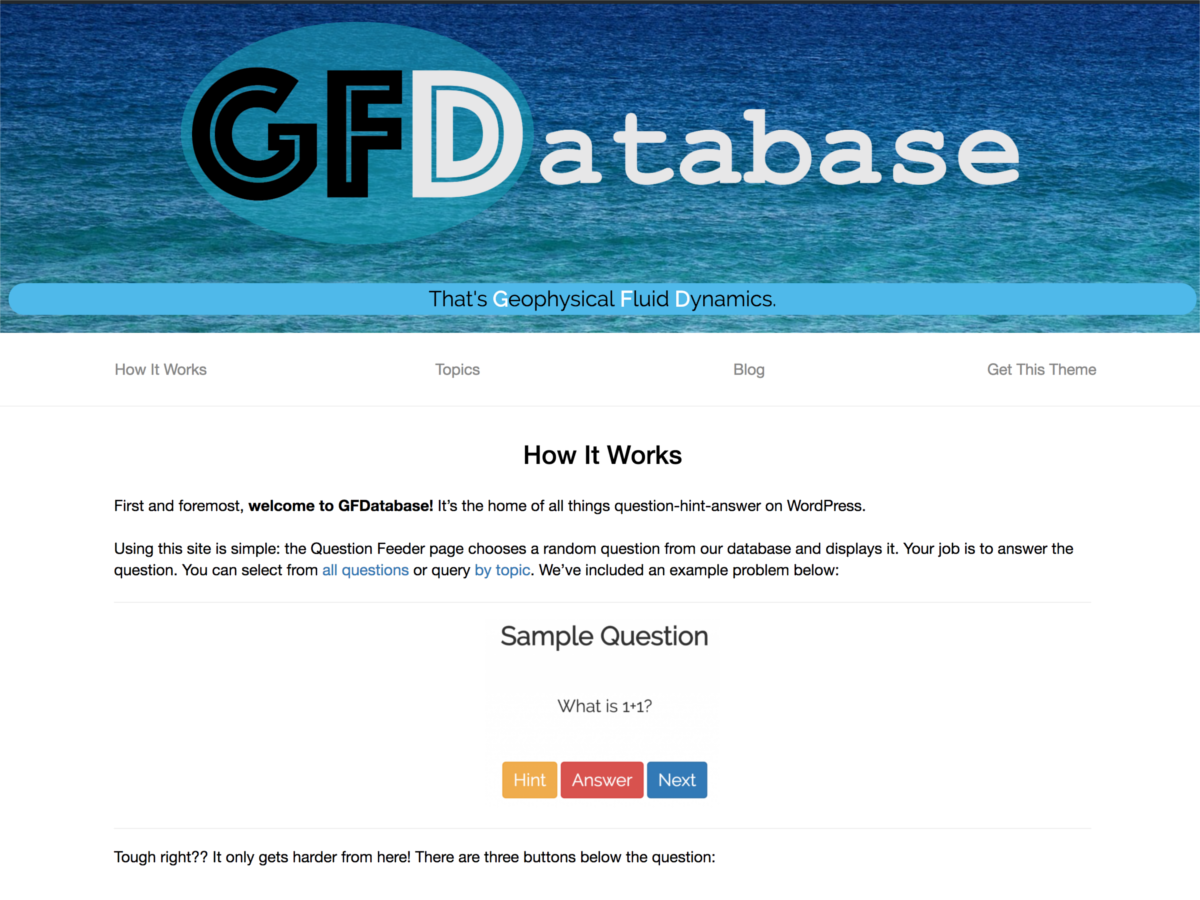 GFDatabase
That's Geophysical Fluid Dynamics.
How It Works Topics Blog Get This Theme
How It Works
First and foremost, welcome to GFDatabase! It’s the home of all things question-hint-answer on WordPress.
Using this site is simple: the Question Feeder page chooses a random question from our database and displays it. Your job is to answer the
question. You can select from all questions or query by topic. We’ve included an example problem below:
Sample Question
What is 1+1?
Hint Answer Next
Tough right?? It only gets harder from here! There are three buttons below the question: